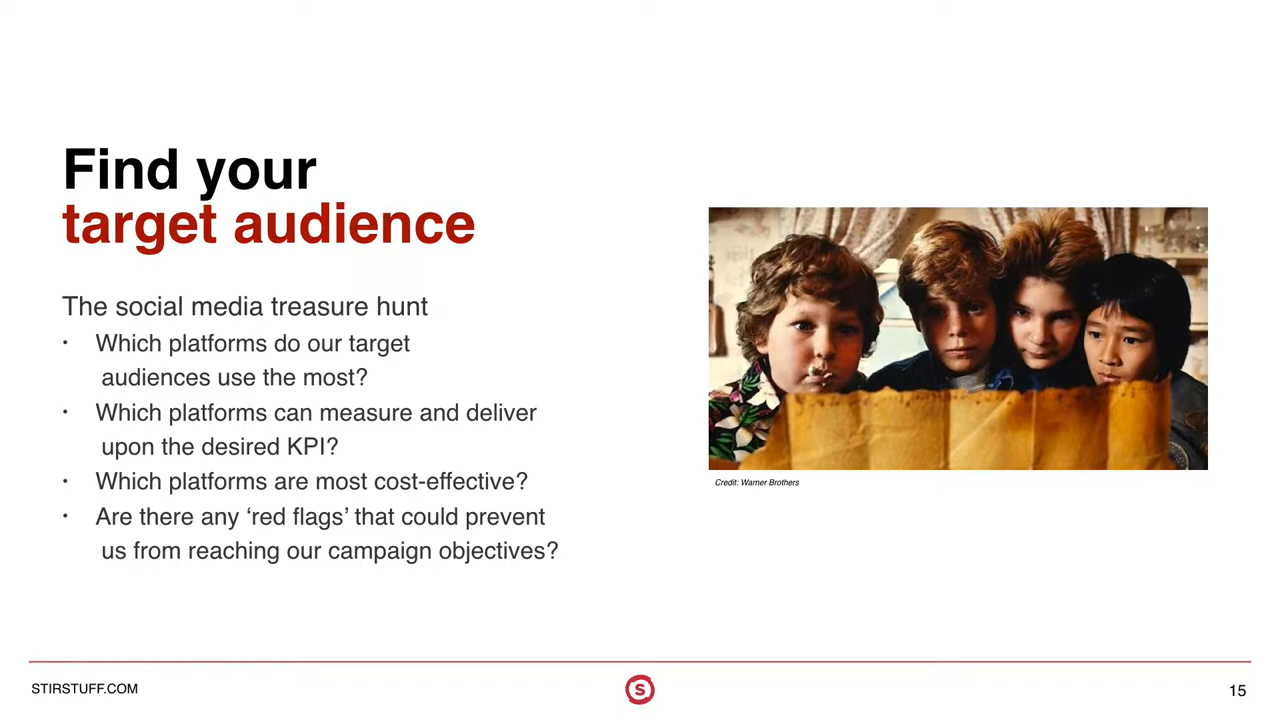 Find your
target audience
The social media treasure hunt
· Which platforms do our target
audiences use the most?
· Which platforms can measure and deliver
upon the desired KPI?
· Which platforms are most cost-effective?
· Are there any ‘red flags’ that could prevent
us from reaching our campaign objectives?
Credit: Warner Brothers
STIRSTUFF.COM
S
15